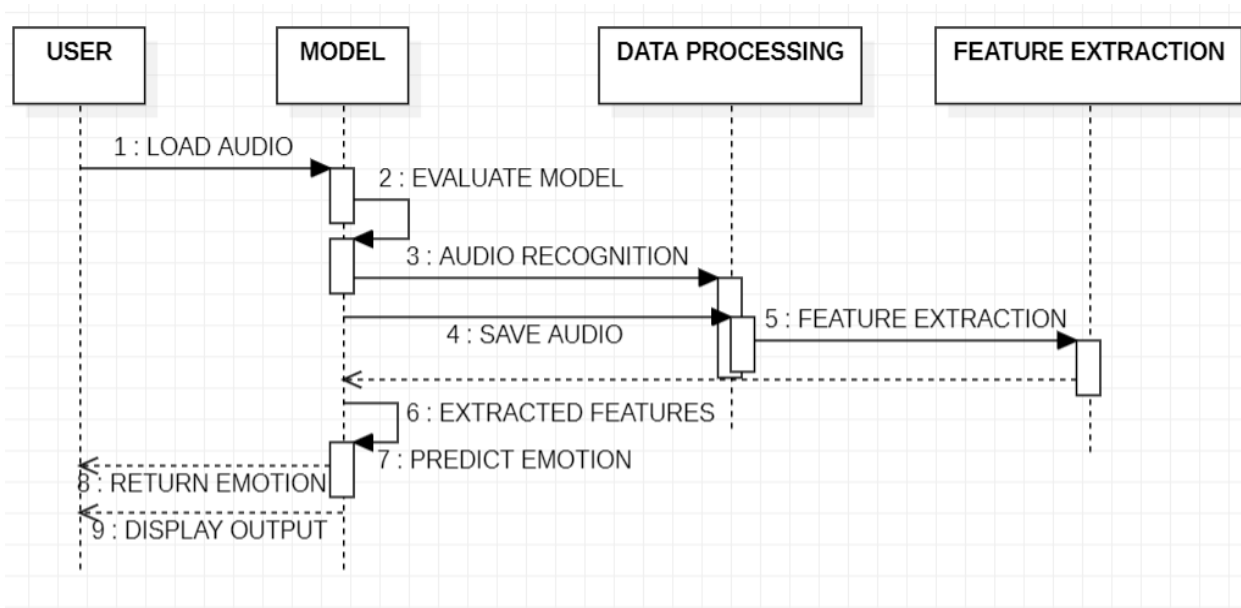 USER
MODEL
DATA PROCESSING
FEATURE EXTRACTION
1 : LOAD AUDIO
2 : EVALUATE MODEL
3 : AUDIO RECOGNITION
4 : SAVE AUDIO
5 : FEATURE EXTRACTION
6 : EXTRACTED FEATURES
7 : PREDICT EMOTION
8 : RETURN EMOTION
9 : DISPLAY OUTPUT